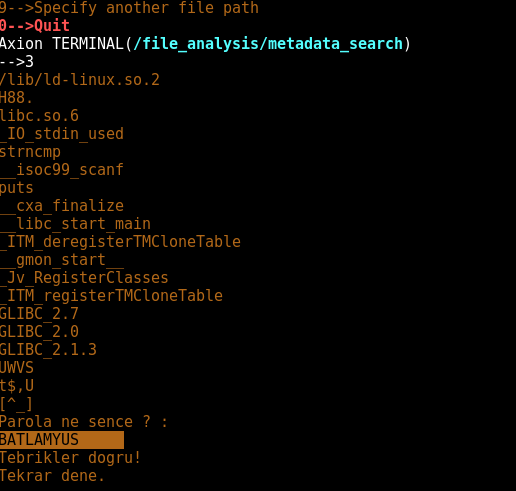 9-->Specify another file path
0-->Quit
Axion TERMINAL(/file_analysis/metadata_search)
-->3
/lib/ld-linux.so.2
H88.
libc.so.6
_IO_stdin_used
strncmp
__isoc99_scanf
puts
__cxa_finalize
__libc_start_main
_ITM_deregisterTMCloneTable
__gmon_start__
_Jv_RegisterClasses
_ITM_registerTMCloneTable
GLIBC_2.7
GLIBC_2.0
GLIBC_2.1.3
UWVS
t$,U
[^_]
Parola ne sence ? :
BATLAMYUS
Tebrikler dogru!
Tekrar dene.